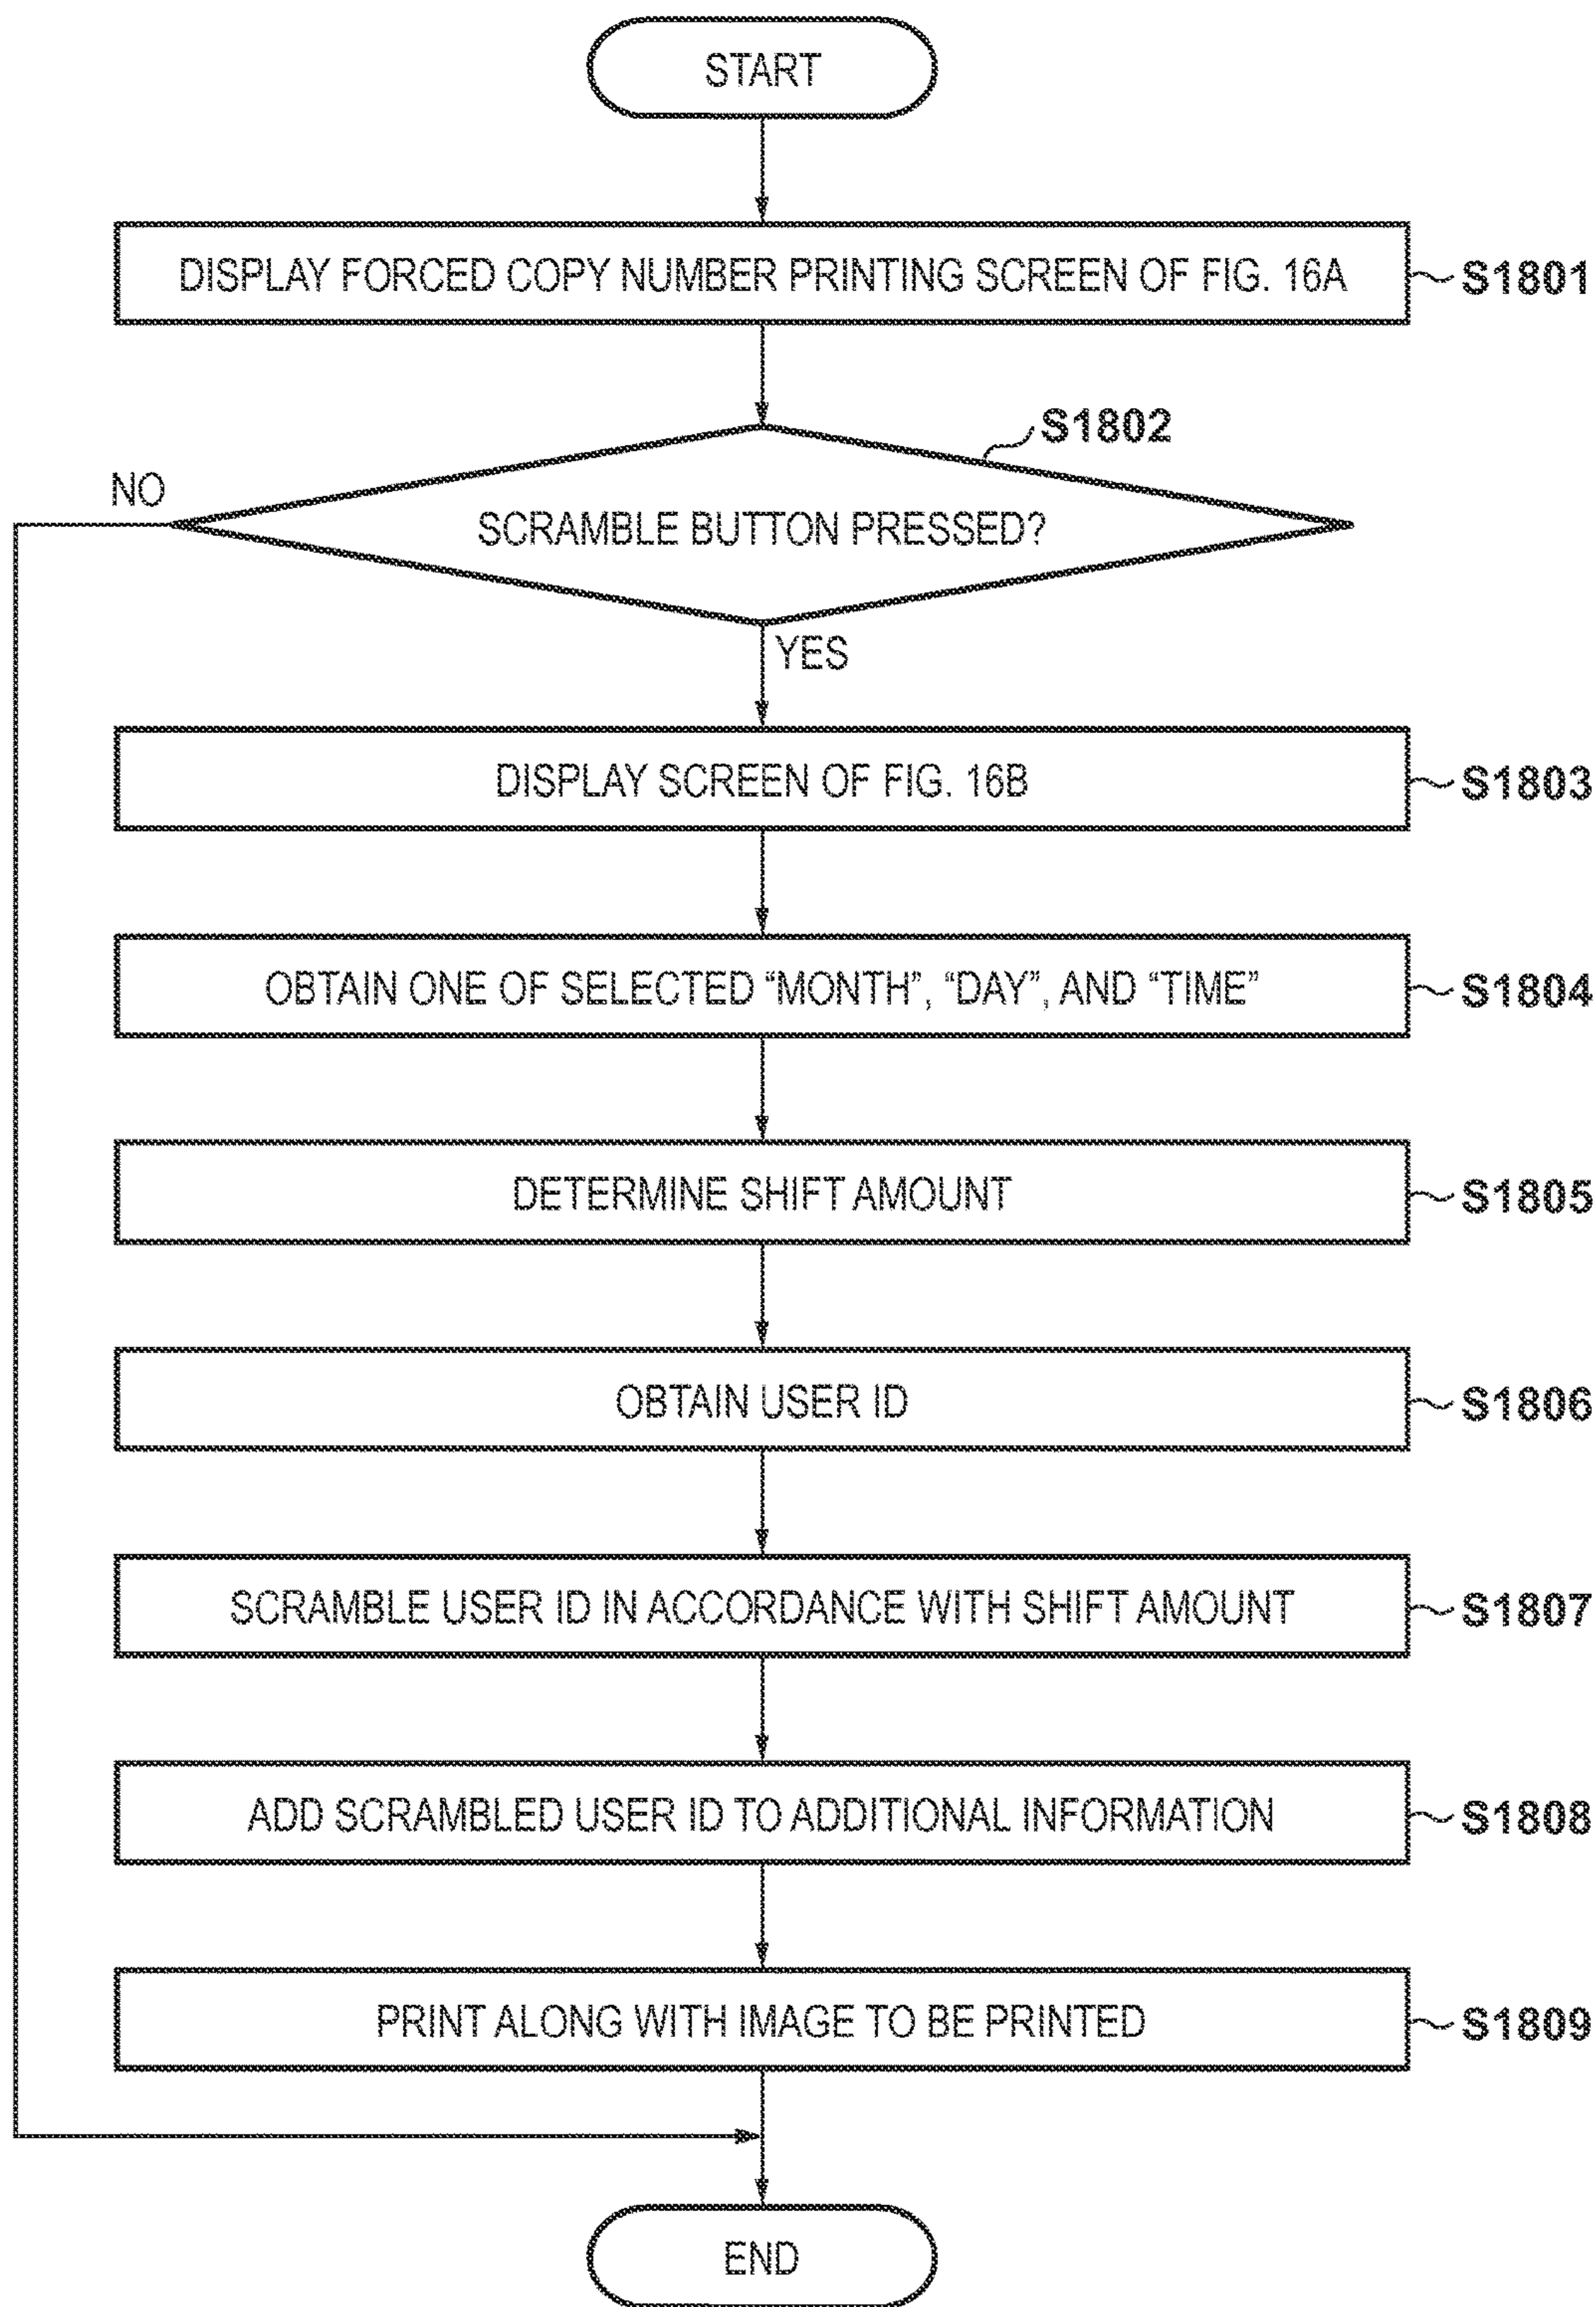 START
DISPLAY FORCED COPY NUMBER PRINTING SCREEN OF FIG. 16A
S1801
S1802
NO
SCRAMBLE BUTTON PRESSED?
YES
DISPLAY SCREEN OF FIG. 16B
S1803
OBTAIN ONE OF SELECTED “MONTH”, “DAY”, AND “TIME”
S1804
DETERMINE SHIFT AMOUNT
S1805
OBTAIN USER ID
S1806
SCRAMBLE USER ID IN ACCORDANCE WITH SHIFT AMOUNT
S1807
ADD SCRAMBLED USER ID TO ADDITIONAL INFORMATION
S1808
PRINT ALONG WITH IMAGE TO BE PRINTED
S1809
END